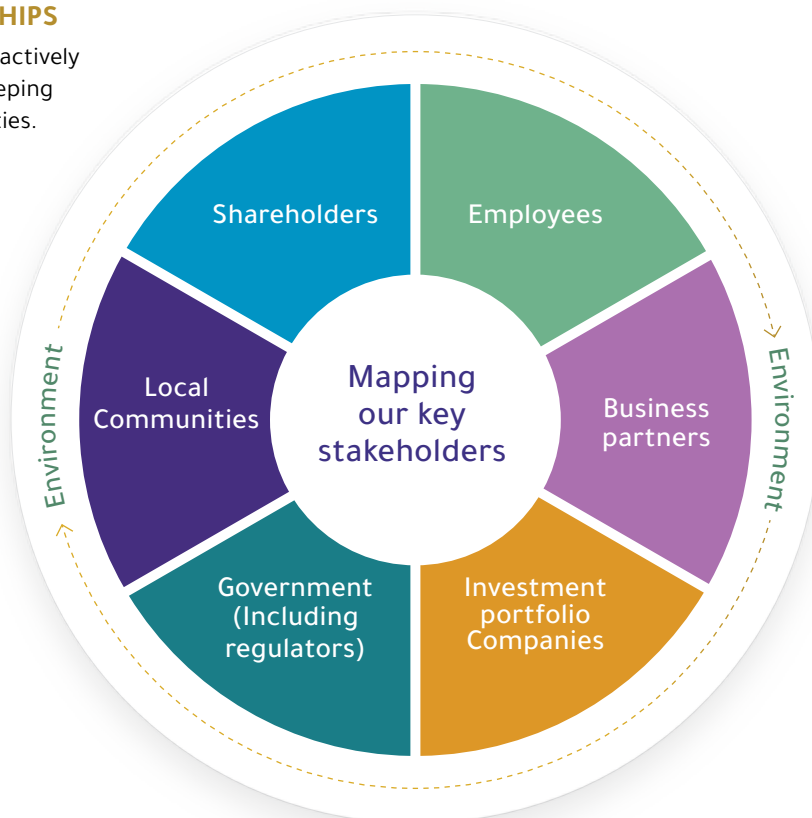 HIPS
actively
eping
ties.
Shareholders
Employees
Local
Communities
Mapping
our key
stakeholders
Business
partners
Environment
Environment
Government
(Including
regulators)
Investment
portfolio
Companies